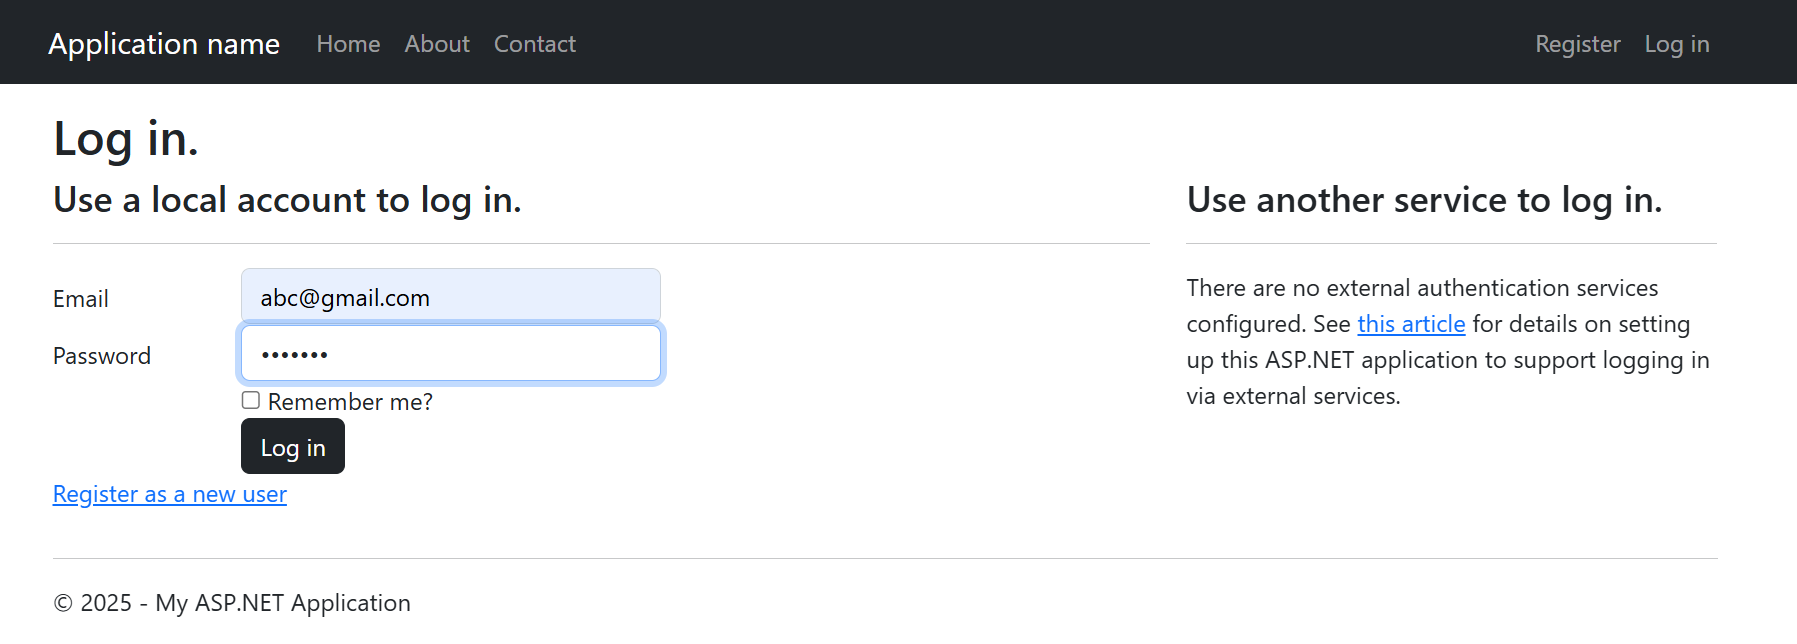 Application name Home About Contact Register Log in
Log in.
Use a local account to log in.
Email abc@gmail.com
Password •••••••
Remember me?
Log in
Register as a new user
Use another service to log in.
There are no external authentication services
configured. See this article for details on setting
up this ASP.NET application to support logging in
via external services.
© 2025 - My ASP.NET Application